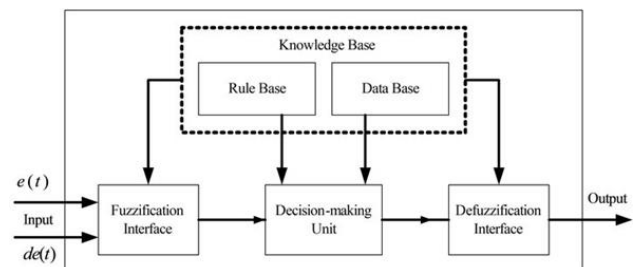 Knowledge Base
Rule Base
Data Base
e(t)
Input
de(t)
Fuzzification
Interface
Decision-making
Unit
Defuzzification
Interface
Output